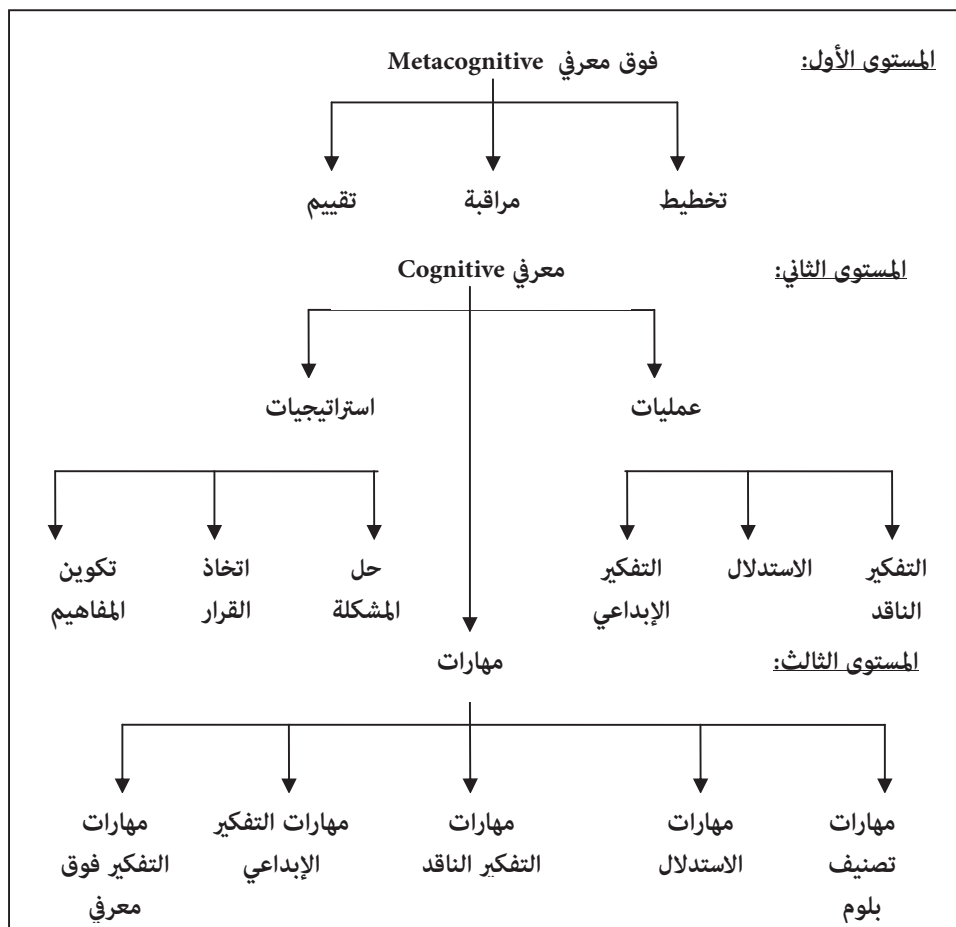 المستوى الأول: فوق معرفي Metacognitive
تخطيط مراقبة تقييم
المستوى الثاني: معرفي Cognitive
عمليات استراتيجيات
التفكير الاستدلال التفكير حل اتخاذ تكوين
الناقد الإبداعي المشكلة القرار المفاهيم
المستوى الثالث: مهارات
مهارات مهارات مهارات مهارات التفكير مهارات
تصنيف الاستدلال التفكير الناقد الإبداعي التفكير فوق
بلوم معرفي